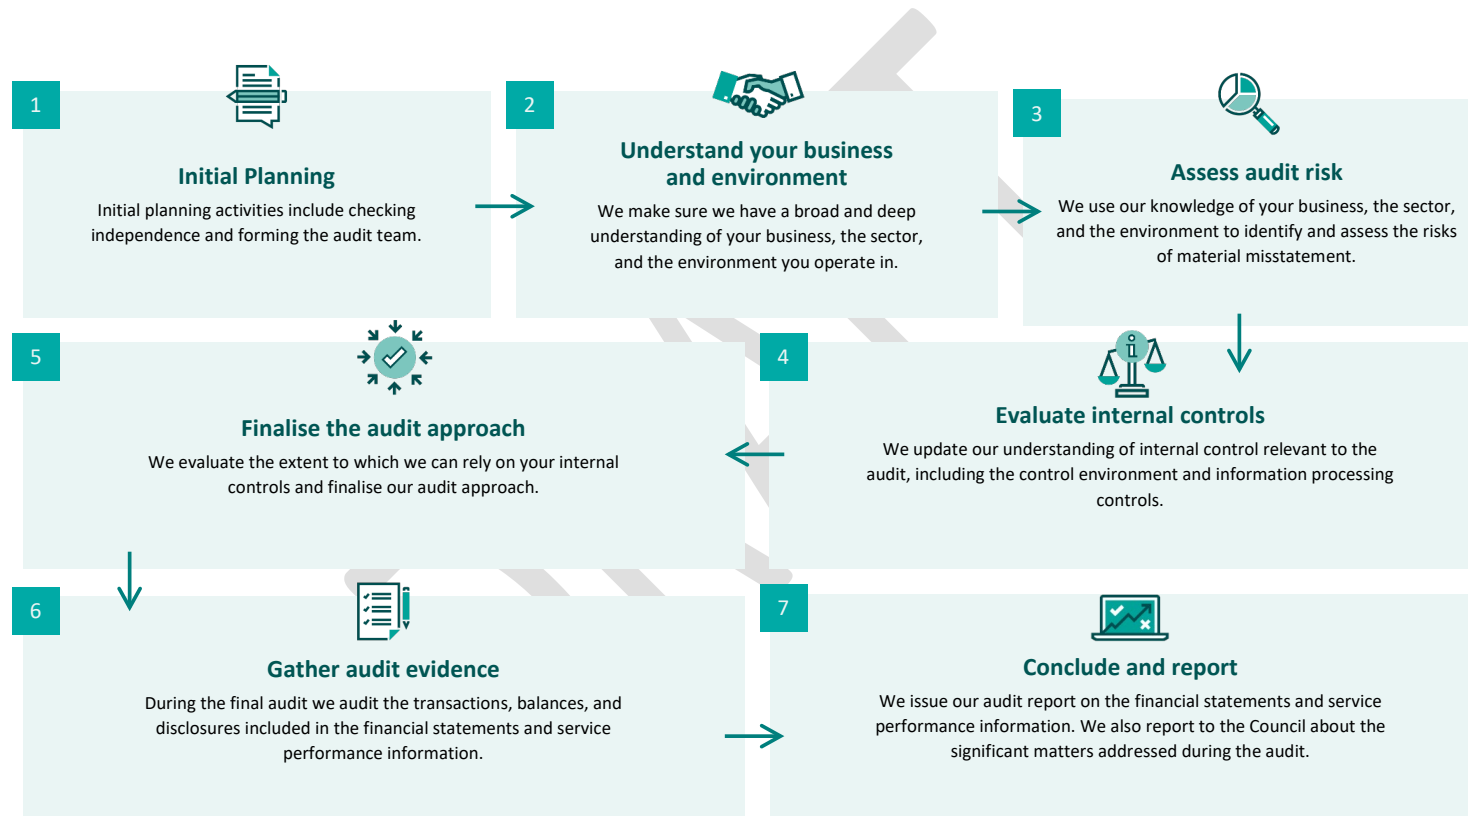 1
Initial Planning
Initial planning activities include checking
independence and forming the audit team.
2
Understand your business
and environment
We make sure we have a broad and deep
understanding of your business, the sector,
and the environment you operate in.
3
Assess audit risk
We use our knowledge of your business, the sector,
and the environment to identify and assess the risks
of material misstatement.
4
Evaluate internal controls
We update our understanding of internal control relevant to the
audit, including the control environment and information processing
controls.
5
Finalise the audit approach
We evaluate the extent to which we can rely on your internal
controls and finalise our audit approach.
6
Gather audit evidence
During the final audit we audit the transactions, balances, and
disclosures included in the financial statements and service
performance information.
7
Conclude and report
We issue our audit report on the financial statements and service
performance information. We also report to the Council about the
significant matters addressed during the audit.